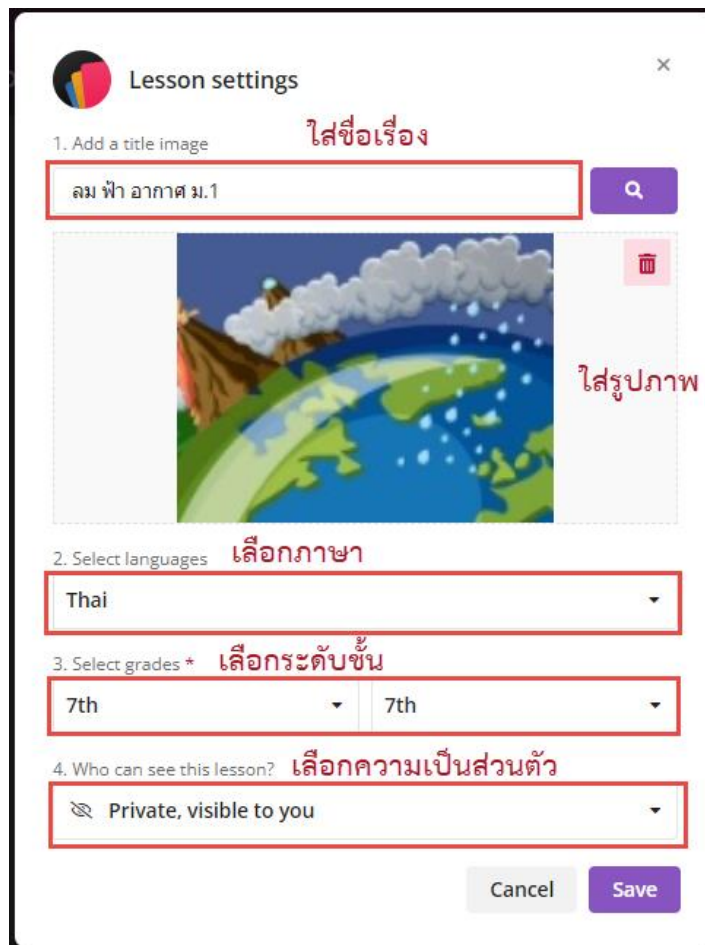 Lesson settings
1. Add a title image ใส่ชื่อเรื่อง
ลม ฟ้า อากาศ ม.1
ใส่รูปภาพ
2. Select languages เลือกภาษา
Thai
3. Select grades * เลือกระดับชั้น
7th 7th
4. Who can see this lesson? เลือกความเป็นส่วนตัว
Private, visible to you
Cancel Save